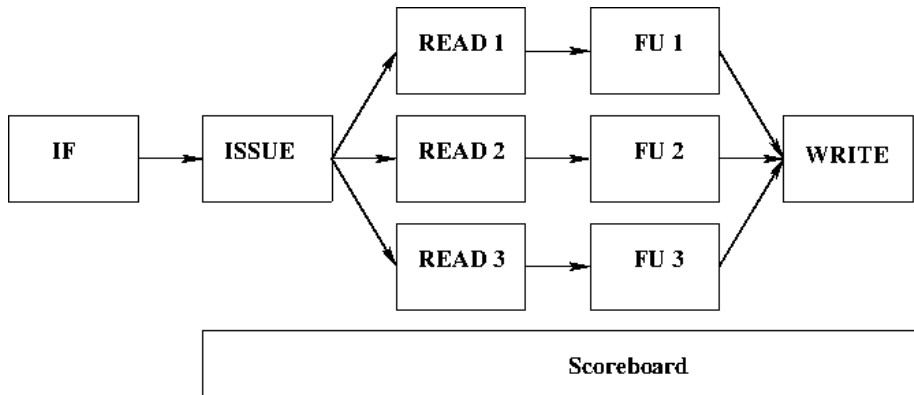 READ 1
FU 1
IF
ISSUE
READ 2
FU 2
WRITE
READ 3
FU 3
Scoreboard